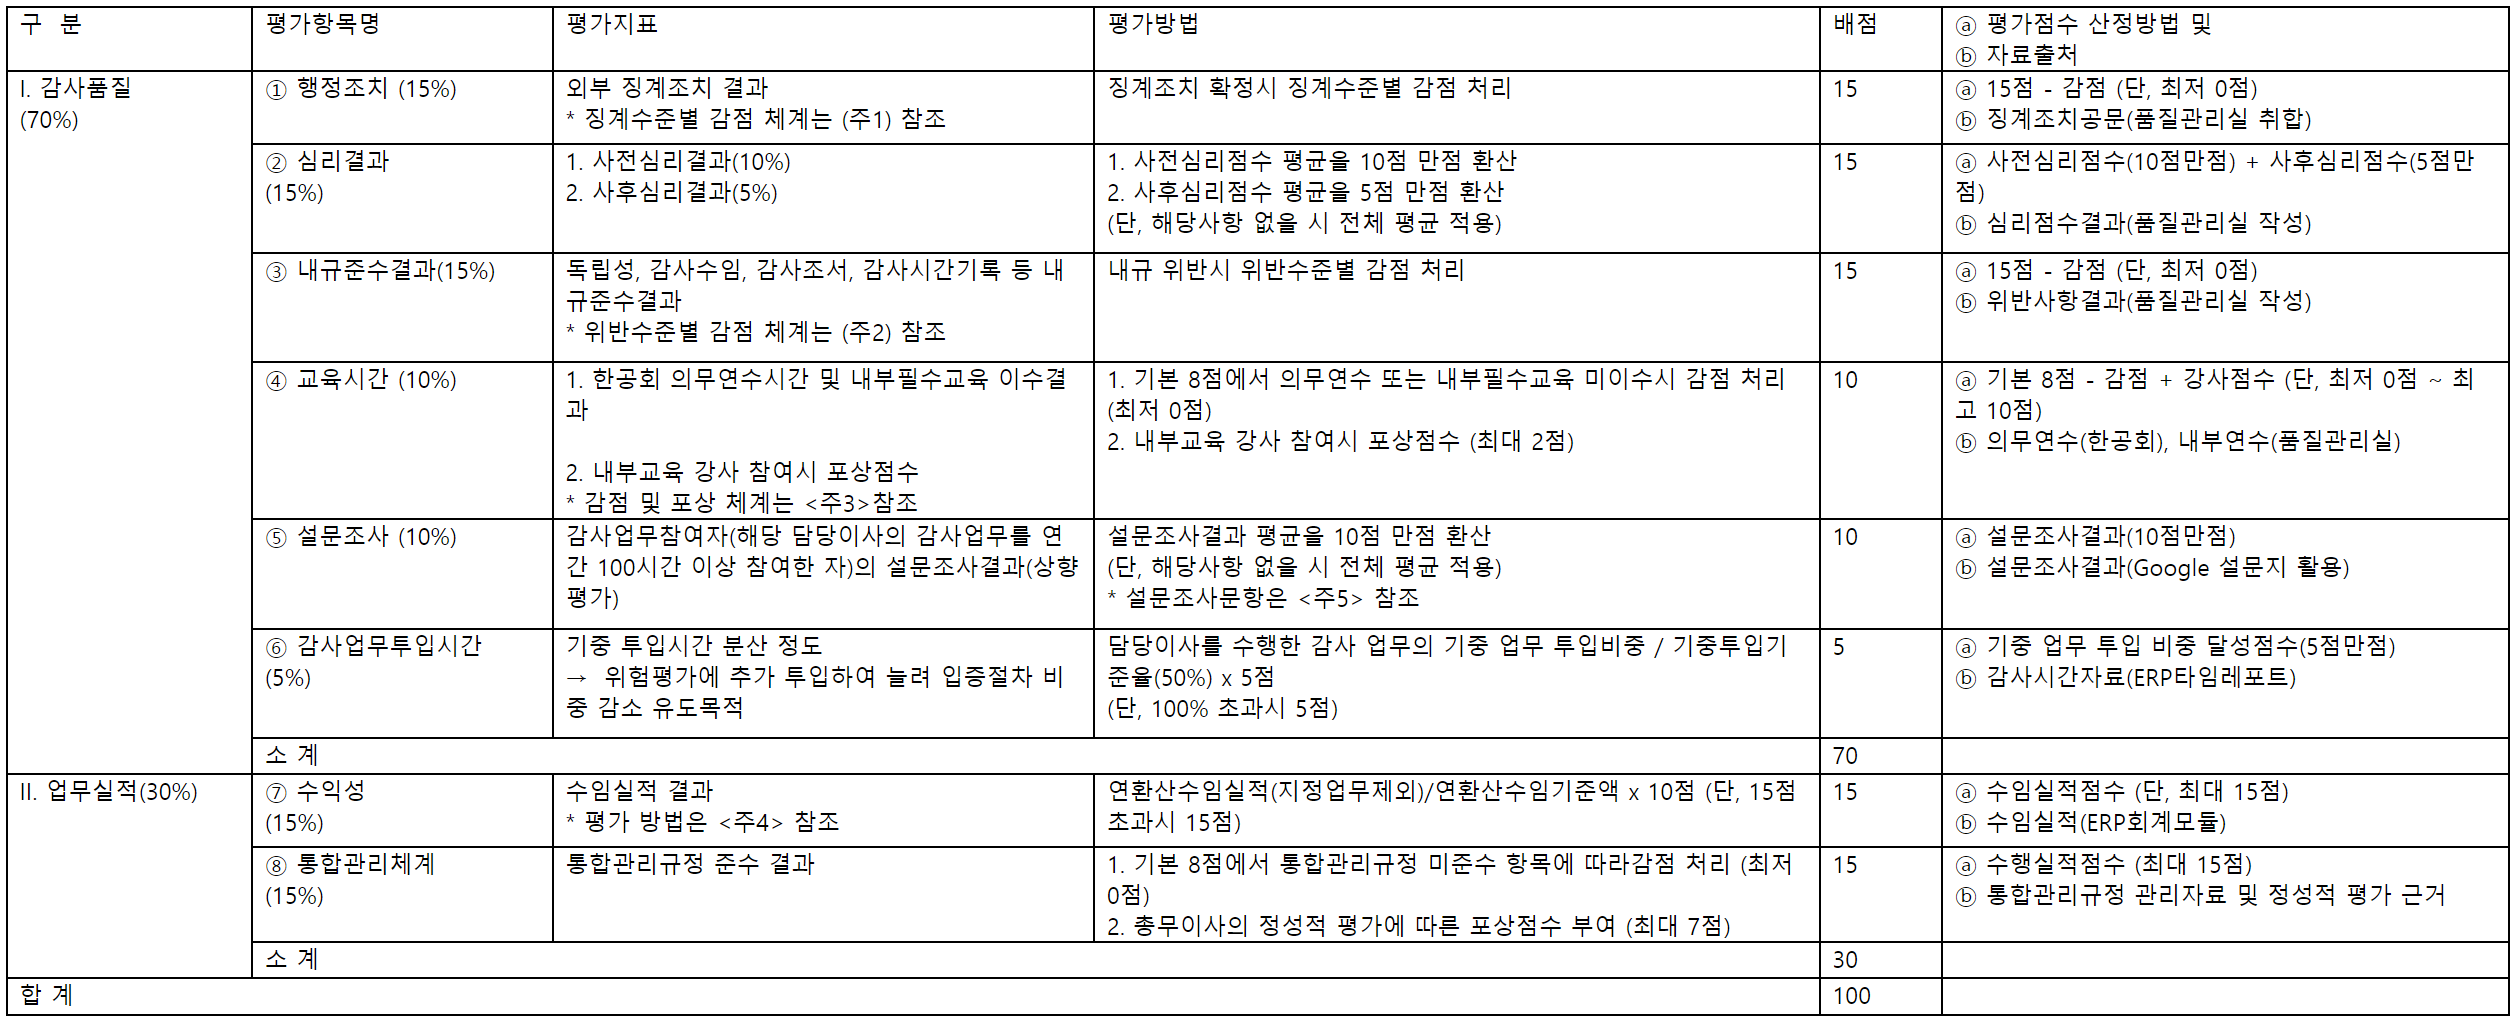 구 분
평가항목명
평가지표
평가방법
배점
ⓐ 평가점수 산정방법 및
ⓑ 자료출처
I. 감사품질
(70%)
① 행정조치 (15%)
외부 징계조치 결과
* 징계수준별 감점 체계는 (주1) 참조
징계조치 확정시 징계수준별 감점 처리
15
ⓐ 15점 - 감점 (단, 최저 0점)
ⓑ 징계조치공문(품질관리실 취합)
② 심리결과
(15%)
1. 사전심리결과(10%)
2. 사후심리결과(5%)
1. 사전심리점수 평균을 10점 만점 환산
2. 사후심리점수 평균을 5점 만점 환산
(단, 해당사항 없을 시 전체 평균 적용)
15
ⓐ 사전심리점수(10점만점) + 사후심리점수(5점만
점)
ⓑ 심리점수결과(품질관리실 작성)
③ 내규준수결과(15%)
독립성, 감사수임, 감사조서, 감사시간기록 등 내
규준수결과
* 위반수준별 감점 체계는 (주2) 참조
내규 위반시 위반수준별 감점 처리
15
ⓐ 15점 - 감점 (단, 최저 0점)
ⓑ 위반사항결과(품질관리실 작성)
④ 교육시간 (10%)
1. 한공회 의무연수시간 및 내부필수교육 이수결
과
2. 내부교육 강사 참여시 포상점수
* 감점 및 포상 체계는 <주3>참조
1. 기본 8점에서 의무연수 또는 내부필수교육 미이수시 감점 처리
(최저 0점)
2. 내부교육 강사 참여시 포상점수 (최대 2점)
10
ⓐ 기본 8점 - 감점 + 강사점수 (단, 최저 0점 ~ 최
고 10점)
ⓑ 의무연수(한공회), 내부연수(품질관리실)
⑤ 설문조사 (10%)
감사업무참여자(해당 담당이사의 감사업무를 연
간 100시간 이상 참여한 자)의 설문조사결과(상향
평가)
설문조사결과 평균을 10점 만점 환산
(단, 해당사항 없을 시 전체 평균 적용)
* 설문조사문항은 <주5> 참조
10
ⓐ 설문조사결과(10점만점)
ⓑ 설문조사결과(Google 설문지 활용)
⑥ 감사업무투입시간
(5%)
기중 투입시간 분산 정도
→ 위험평가에 추가 투입하여 늘려 입증절차 비
중 감소 유도목적
담당이사를 수행한 감사 업무의 기중 업무 투입비중 / 기중투입기
준율(50%) x 5점
(단, 100% 초과시 5점)
5
ⓐ 기중 업무 투입 비중 달성점수(5점만점)
ⓑ 감사시간자료(ERP타임레포트)
소 계
70
II. 업무실적(30%)
⑦ 수익성
(15%)
수임실적 결과
* 평가 방법은 <주4> 참조
연환산수임실적(지정업무제외)/연환산수임기준액 x 10점 (단, 15점
초과시 15점)
15
ⓐ 수임실적점수 (단, 최대 15점)
ⓑ 수임실적(ERP회계모듈)
⑧ 통합관리체계
(15%)
통합관리규정 준수 결과
1. 기본 8점에서 통합관리규정 미준수 항목에 따라감점 처리 (최저
0점)
2. 총무이사의 정성적 평가에 따른 포상점수 부여 (최대 7점)
15
ⓐ 수행실적점수 (최대 15점)
ⓑ 통합관리규정 관리자료 및 정성적 평가 근거
소 계
30
합 계
100